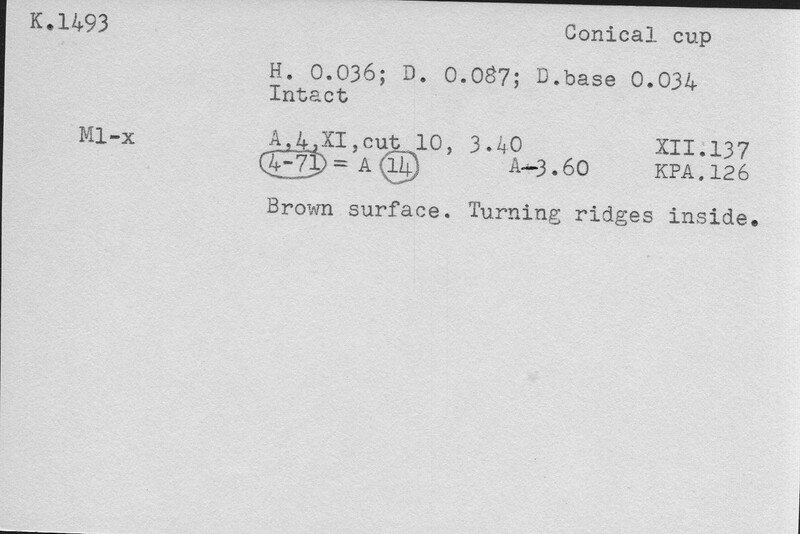 K.1493
Conical cup
H. 0.036; D. 0.087; D.base 0.034
Intact
M1-x
A,4,XI,cut 10, 3.40 XII.137
4-71 = A 14 A-3.60 KPA.126
Brown surface. Turning ridges inside.